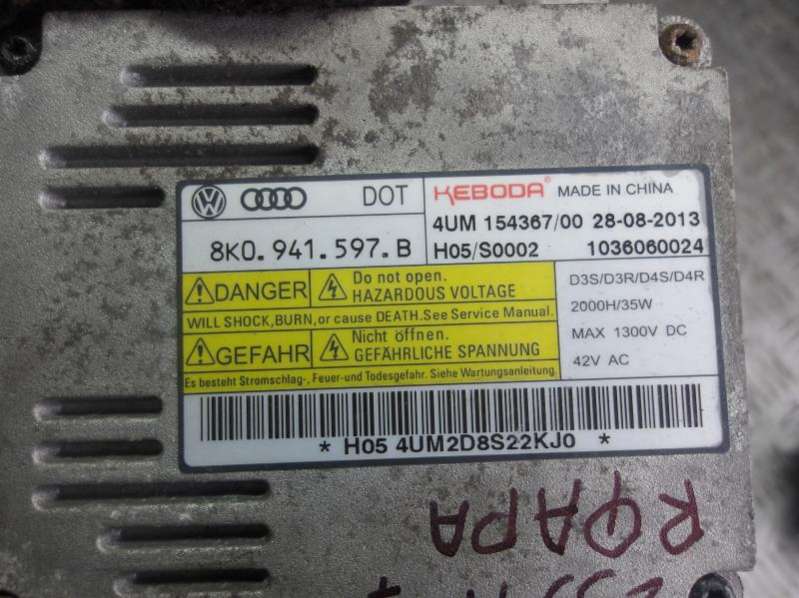 DOT
KEBODA® MADE IN CHINA
8K0.941.597.B
4UM 154367/00 28-08-2013
H05/S0002 1036060024
DANGER
Do not open.
HAZARDOUS VOLTAGE
WILL SHOCK,BURN,or cause DEATH.See Service Manual.
GEFAHR
Nicht öffnen.
GEFÄHRLICHE SPANNUNG
Es besteht Stromschlag-, Feuer-und Todesgefahr. Siehe Wartungsanleitung.
D3S/D3R/D4S/D4R
2000H/35W
MAX 1300V DC
42V AC
* H05 4UM2D8S22KJ0 *